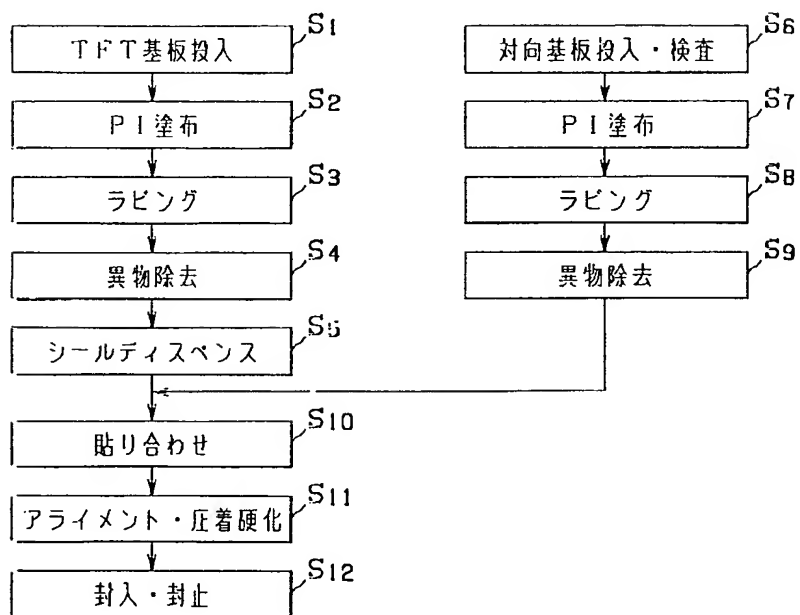 S1
TFT基板投入
S2
PI塗布
S3
ラビング
S4
異物除去
S5
シールディスペンス
S6
対向基板投入・検査
S7
PI塗布
S8
ラビング
S9
異物除去
S10
貼り合わせ
S11
アライメント・圧着硬化
S12
封入・封止